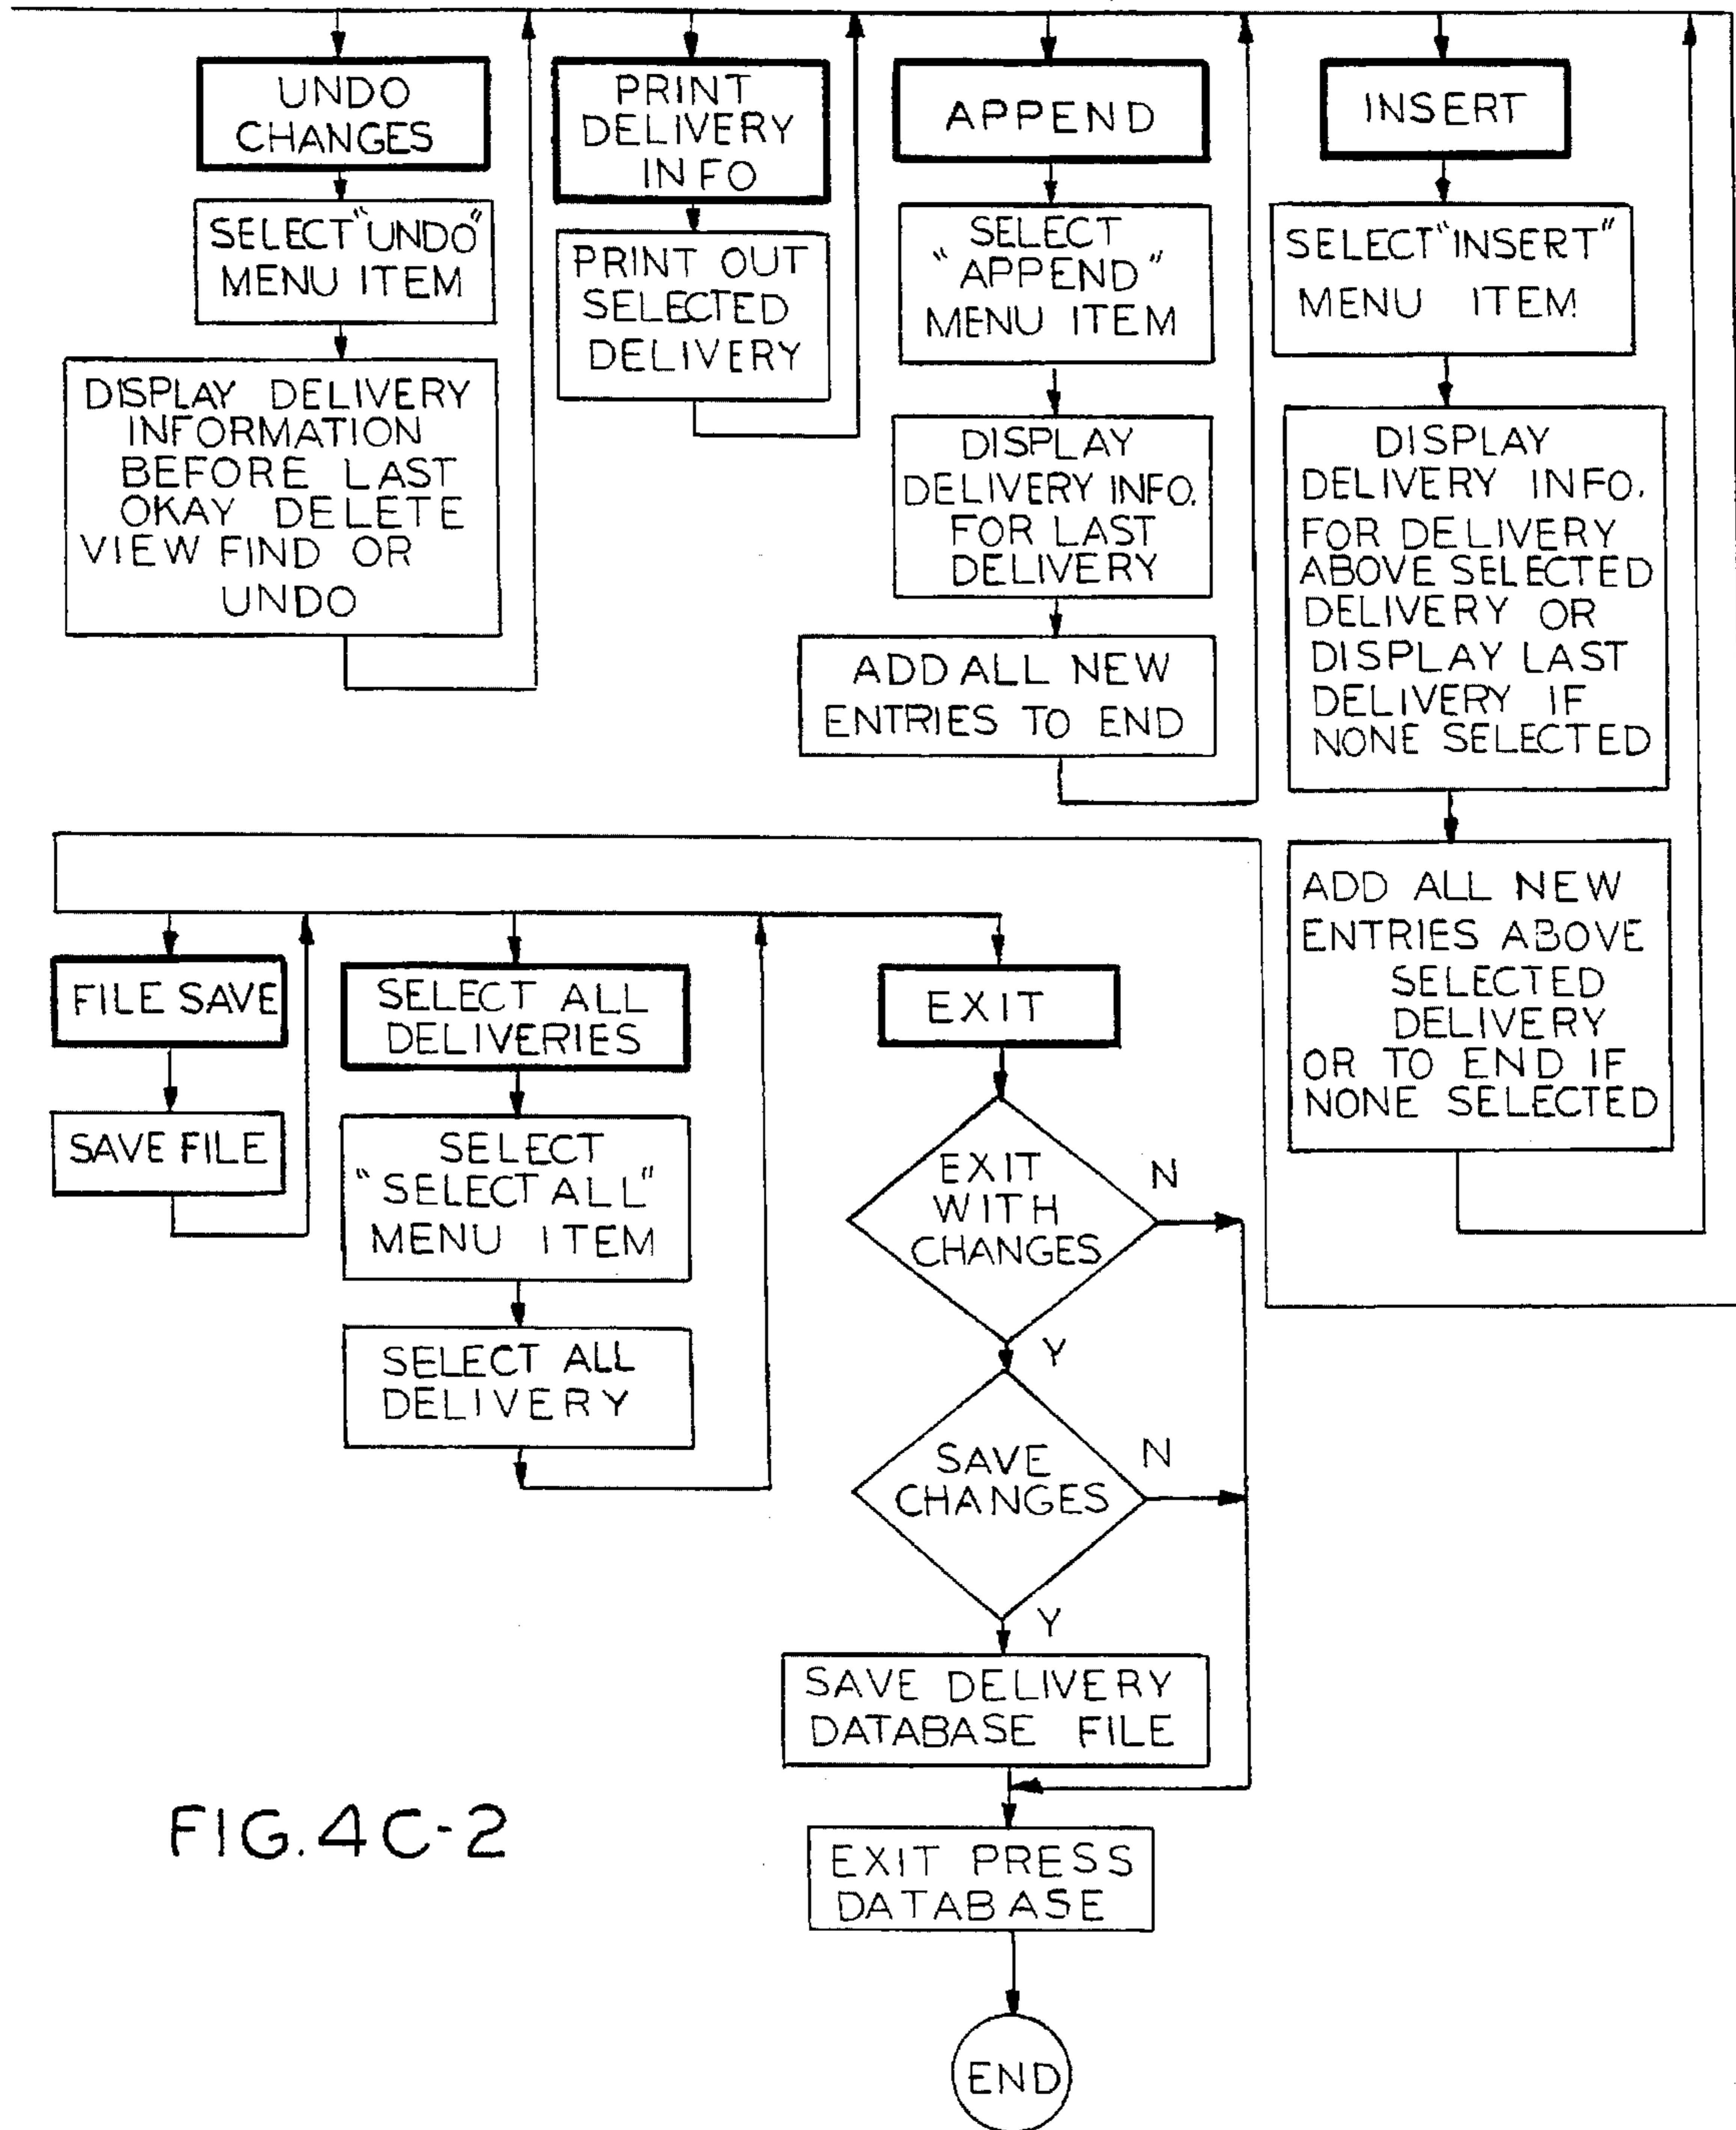 UNDO
CHANGES
SELECT "UNDO"
MENU ITEM
DISPLAY DELIVERY
INFORMATION
BEFORE LAST
OKAY DELETE
VIEW FIND OR
UNDO
PRINT
DELIVERY
INFO
PRINT OUT
SELECTED
DELIVERY
APPEND
SELECT
"APPEND"
MENU ITEM
DISPLAY
DELIVERY INFO.
FOR LAST
DELIVERY
ADD ALL NEW
ENTRIES TO END
INSERT
SELECT "INSERT"
MENU ITEM.
DISPLAY
DELIVERY INFO.
FOR DELIVERY
ABOVE SELECTED
DELIVERY OR
DISPLAY LAST
DELIVERY IF
NONE SELECTED
ADD ALL NEW
ENTRIES ABOVE
SELECTED
DELIVERY
OR TO END IF
NONE SELECTED
FILE SAVE
SAVE FILE
SELECT ALL
DELIVERIES
SELECT
"SELECT ALL"
MENU ITEM
SELECT ALL
DELIVERY
EXIT
EXIT
WITH
CHANGES
N
Y
SAVE
CHANGES
N
Y
SAVE DELIVERY
DATABASE FILE
EXIT PRESS
DATABASE
END
FIG.4C-2